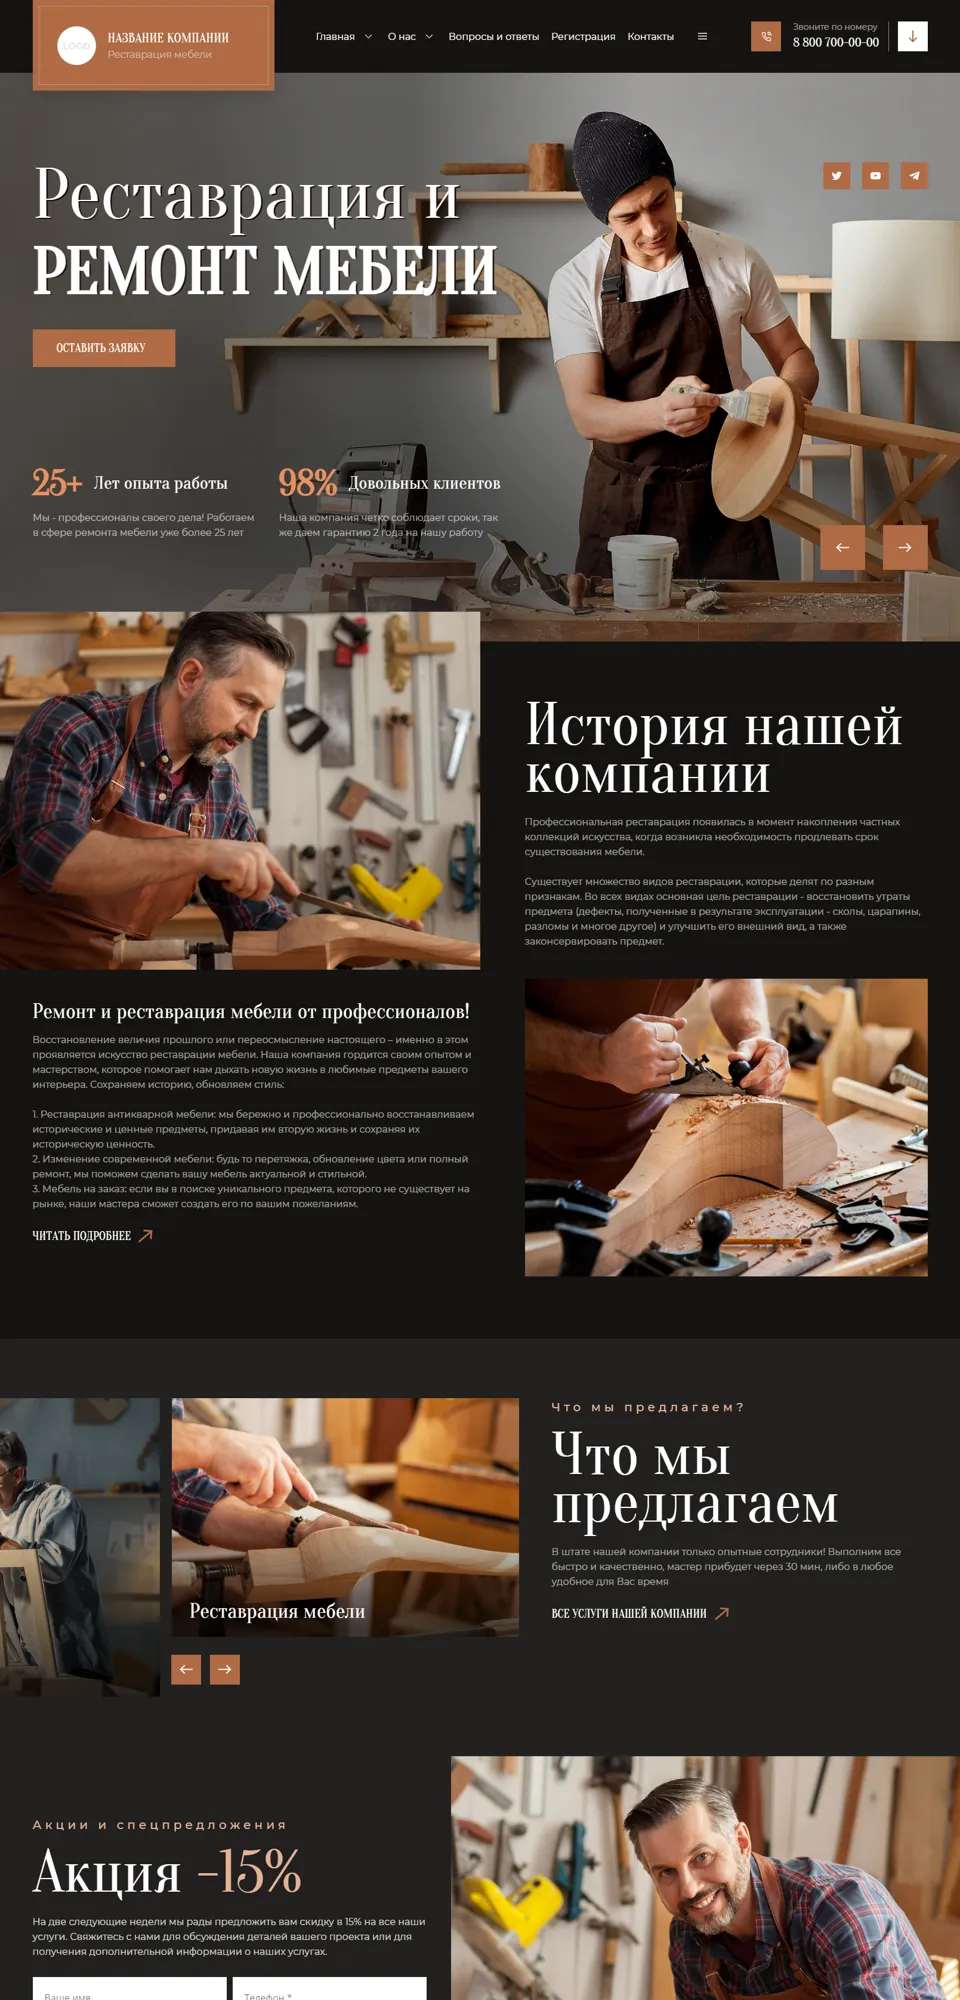 LOGO
НАЗВАНИЕ КОМПАНИИ
Реставрация мебели
Главная
О нас
Вопросы и ответы
Регистрация
Контакты
Звоните по номеру
8 800 700-00-00
Реставрация и
РЕМОНТ МЕБЕЛИ
ОСТАВИТЬ ЗАЯВКУ
25+ Лет опыта работы
Мы - профессионалы своего дела! Работаем
в сфере ремонта мебели уже более 25 лет
98% Довольных клиентов
Наша компания четко соблюдает сроки, так
же даем гарантию 2 года на нашу работу
История нашей
компании
Профессиональная реставрация появилась в момент накопления частных
коллекций искусства, когда возникла необходимость продлевать срок
существования мебели.
Существует множество видов реставрации, которые делят по разным
признакам. Во всех видах основная цель реставрации - восстановить утраты
предмета (дефекты, полученные в результате эксплуатации - сколы, царапины,
разломы и многое другое) и улучшить его внешний вид, а также
законсервировать предмет.
Ремонт и реставрация мебели от профессионалов!
Восстановление величия прошлого или переосмысление настоящего – именно в этом
проявляется искусство реставрации мебели. Наша компания гордится своим опытом и
мастерством, которое помогает нам дыхать новую жизнь в любимые предметы вашего
интерьера. Сохраняем историю, обновляем стиль:
1. Реставрация антикварной мебели: мы бережно и профессионально восстанавливаем
исторические и ценные предметы, придавая им вторую жизнь и сохраняя их
историческую ценность.
2. Изменение современной мебели: будь то перетяжка, обновление цвета или полный
ремонт, мы поможем сделать вашу мебель актуальной и стильной.
3. Мебель на заказ: если вы в поиске уникального предмета, которого не существует на
рынке, наши мастера сможет создать его по вашим пожеланиям.
ЧИТАТЬ ПОДРОБНЕЕ
Реставрация мебели
Что мы предлагаем?
Что мы
предлагаем
В штате нашей компании только опытные сотрудники! Выполним все
быстро и качественно, мастер прибудет через 30 мин, либо в любое
удобное для Вас время
ВСЕ УСЛУГИ НАШЕЙ КОМПАНИИ
Акции и спецпредложения
Акция -15%
На две следующие недели мы рады предложить вам скидку в 15% на все наши
услуги. Свяжитесь с нами для обсуждения деталей вашего проекта или для
получения дополнительной информации о наших услугах.
Ваше имя
Телефон *